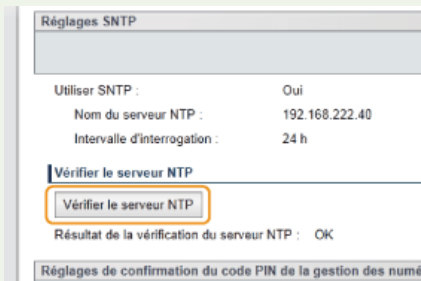 Réglages SNTP
Utiliser SNTP : Oui
Nom du serveur NTP : 192.168.222.40
Intervalle d'interrogation : 24 h
Vérifier le serveur NTP
Vérifier le serveur NTP
Résultat de la vérification du serveur NTP : OK
Réglages de confirmation du code PIN de la gestion des